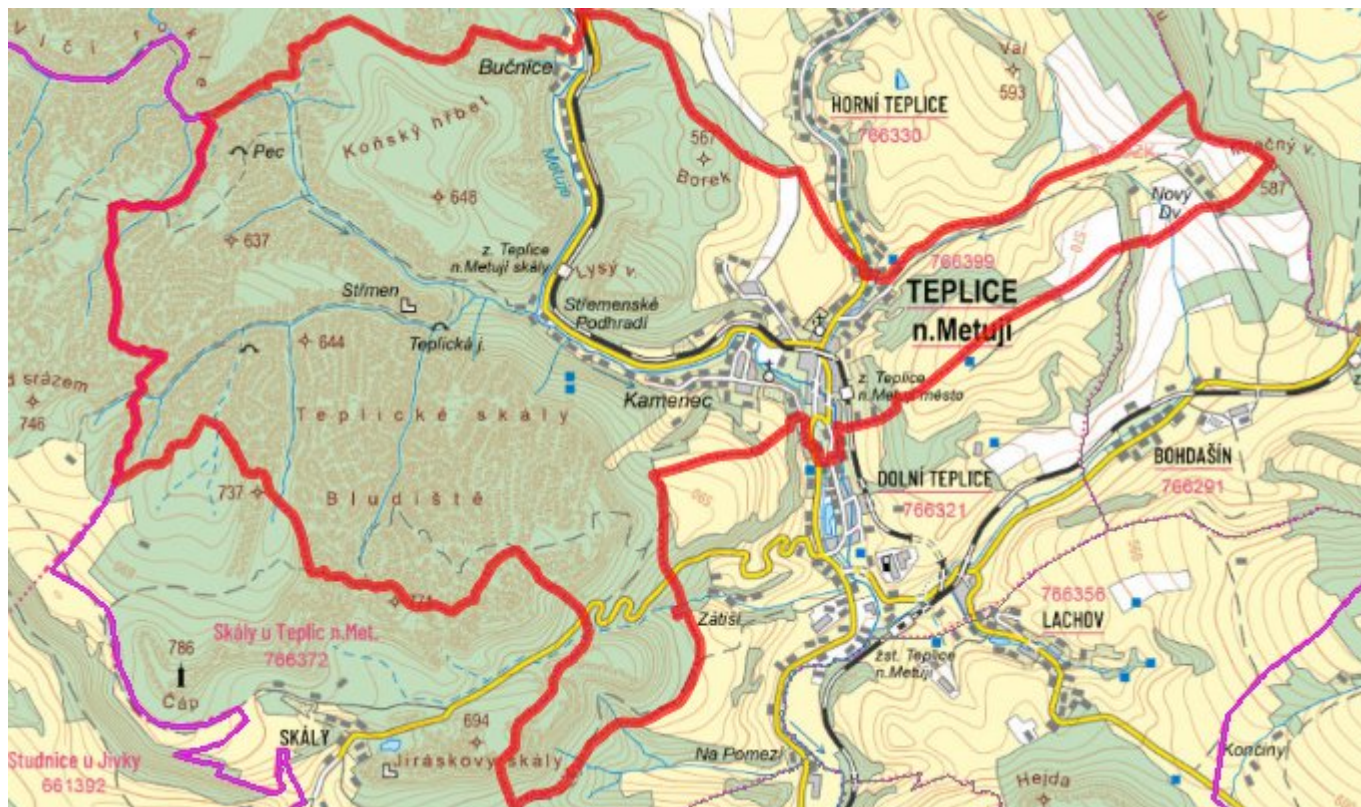 Vlčí rokle
Bučnice
HORNÍ TEPLICE
766330
593
Koňský hřbet
Metuje
567
Borek
Pec
648
637
587
Nový
Dv.
570
z. Teplice
n.Metují skály
Lysý v.
766399
TEPLICE
n.Metují
Střmen
Střemenské
Podhradí
Teplická j.
644
z. Teplice
n.Metují město
Kamenec
d srázem
746
Teplické skály
BOHDAŠÍN
766291
DOLNÍ TEPLICE
766321
737
Bludiště
Zátiší
766356
LACHOV
Skály u Teplic n.Met.
766372
žst. Teplice
n.Metují
786
Čáp
SKÁLY
694
Jiráskovy skály
Na Pomezí
Končiny
Hejda
Studnice u Jívky
661392